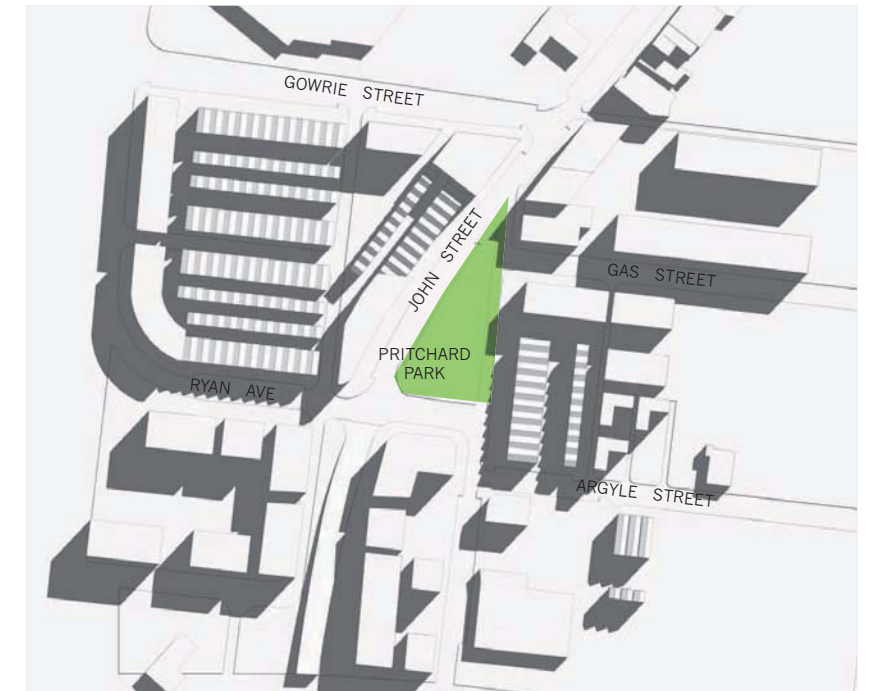 GOWRIE STREET
JOHN STREET
GAS STREET
PRITCHARD
PARK
RYAN AVE
ARGYLE STREET